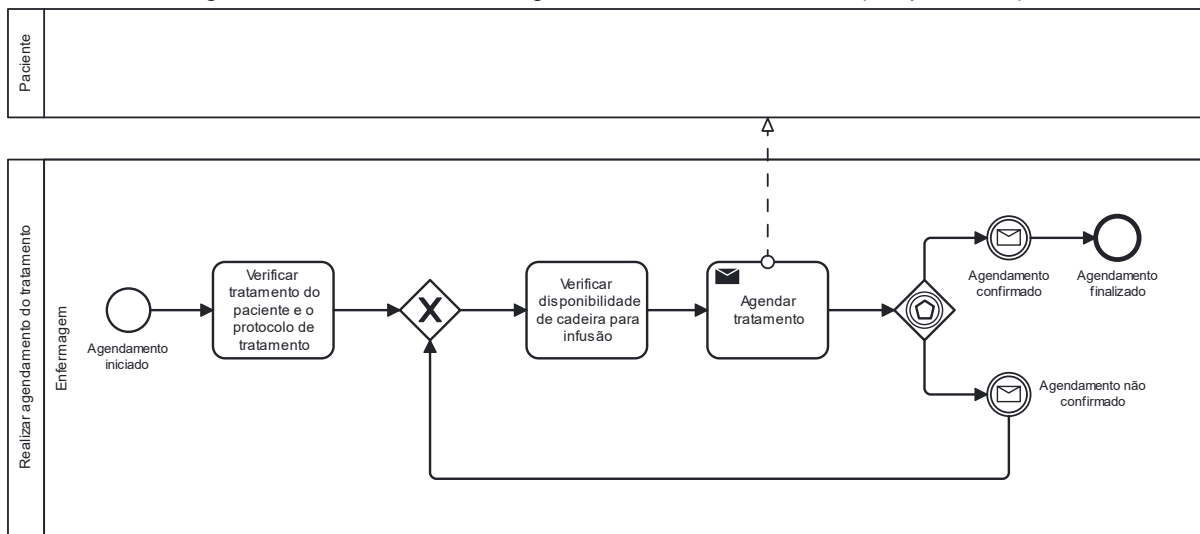 Paciente
Realizar agendamento do tratamento
Enfermagem
Agendamento
iniciado
Verificar
tratamento do
paciente e o
protocolo de
tratamento
X
Verificar
disponibilidade
de cadeira para
infusão
Agendar
tratamento
Agendamento
confirmado
Agendamento
finalizado
Agendamento não
confirmado